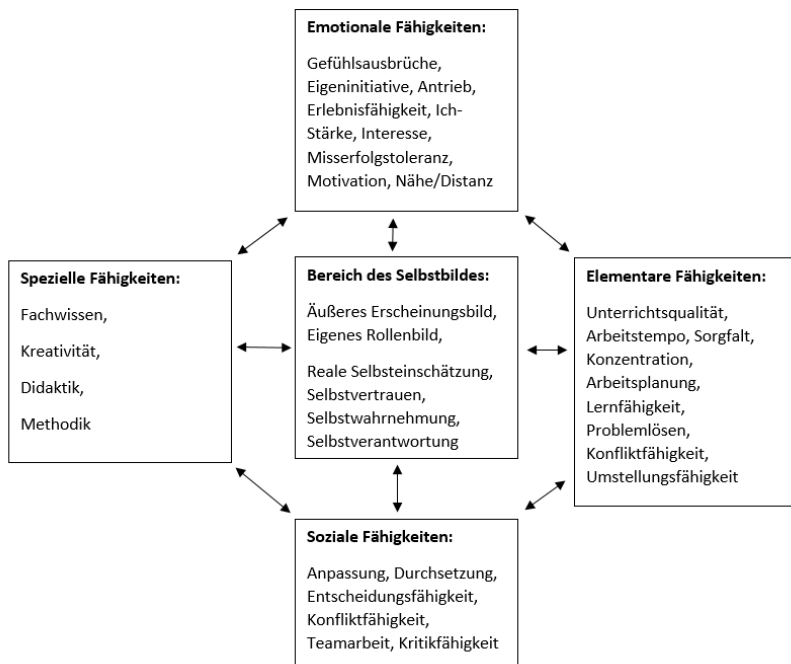 Emotionale Fähigkeiten:
Gefühlsausbrüche,
Eigeninitiative, Antrieb,
Erlebnisfähigkeit, Ich-
Stärke, Interesse,
Misserfolgstoleranz,
Motivation, Nähe/Distanz
Spezielle Fähigkeiten:
Fachwissen,
Kreativität,
Didaktik,
Methodik
Bereich des Selbstbildes:
Äußeres Erscheinungsbild,
Eigenes Rollenbild,
Reale Selbsteinschätzung,
Selbstvertrauen,
Selbstwahrnehmung,
Selbstverantwortung
Elementare Fähigkeiten:
Unterrichtsqualität,
Arbeitstempo, Sorgfalt,
Konzentration,
Arbeitsplanung,
Lernfähigkeit,
Problemlösen,
Konfliktfähigkeit,
Umstellungsfähigkeit
Soziale Fähigkeiten:
Anpassung, Durchsetzung,
Entscheidungsfähigkeit,
Konfliktfähigkeit,
Teamarbeit, Kritikfähigkeit